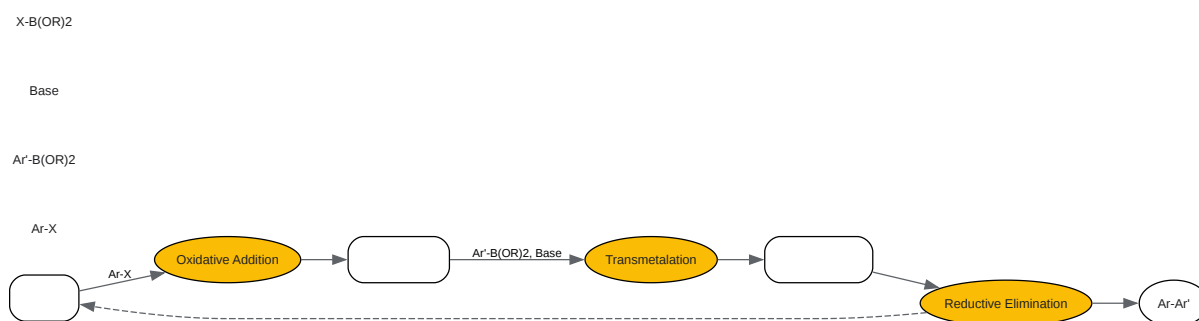 X-B(OR)2
Base
Ar'-B(OR)2
Ar-X
Ar-X
Oxidative Addition
Ar'-B(OR)2, Base
Transmetalation
Reductive Elimination
Ar-Ar'